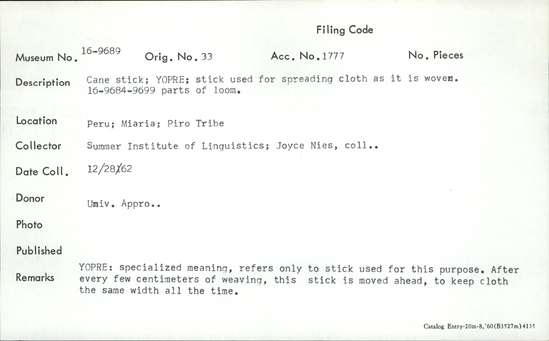 Filing Code
Museum No. 16-9689 Orig. No. 33 Acc. No. 1777 No. Pieces
Description Cane stick; YOPRE; stick used for spreading cloth as it is woven.
16-9684-9699 parts of loom.
Location Peru; Miaria; Piro Tribe
Collector Summer Institute of Linguistics; Joyce Nies, coll..
Date Coll. 12/28/62
Donor Univ. Appro..
Photo
Published
Remarks YOPRE: specialized meaning, refers only to stick used for this purpose. After
every few centimeters of weaving, this stick is moved ahead, to keep cloth
the same width all the time.
Catalog Entry-20m-8,'60(B3527m)4131